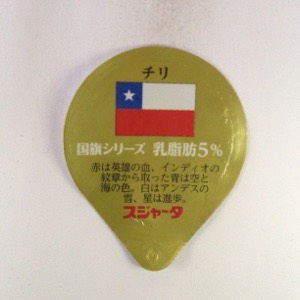 チリ
国旗シリーズ 乳脂肪5%
赤は英雄の血、インディオの
紋章から取った青は空と
海の色。白はアンデスの
雪、星は進歩。
スジャータ